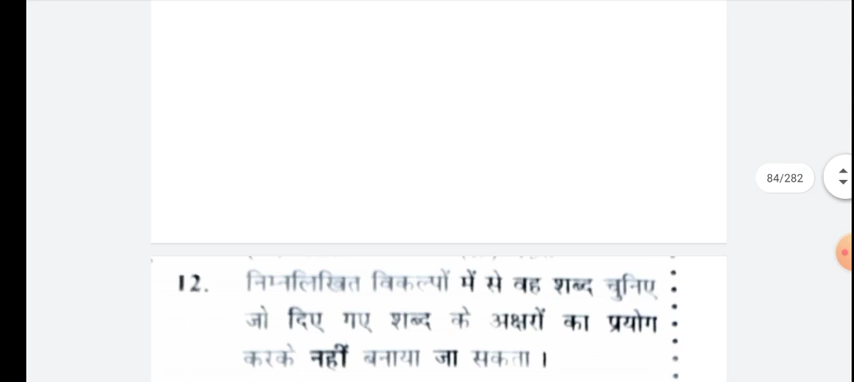 84/282
12. निम्नलिखित विकल्पों में से वह शब्द चुनिए
जो दिए गए शब्द के अक्षरों का प्रयोग
करके नहीं बनाया जा सकता ।